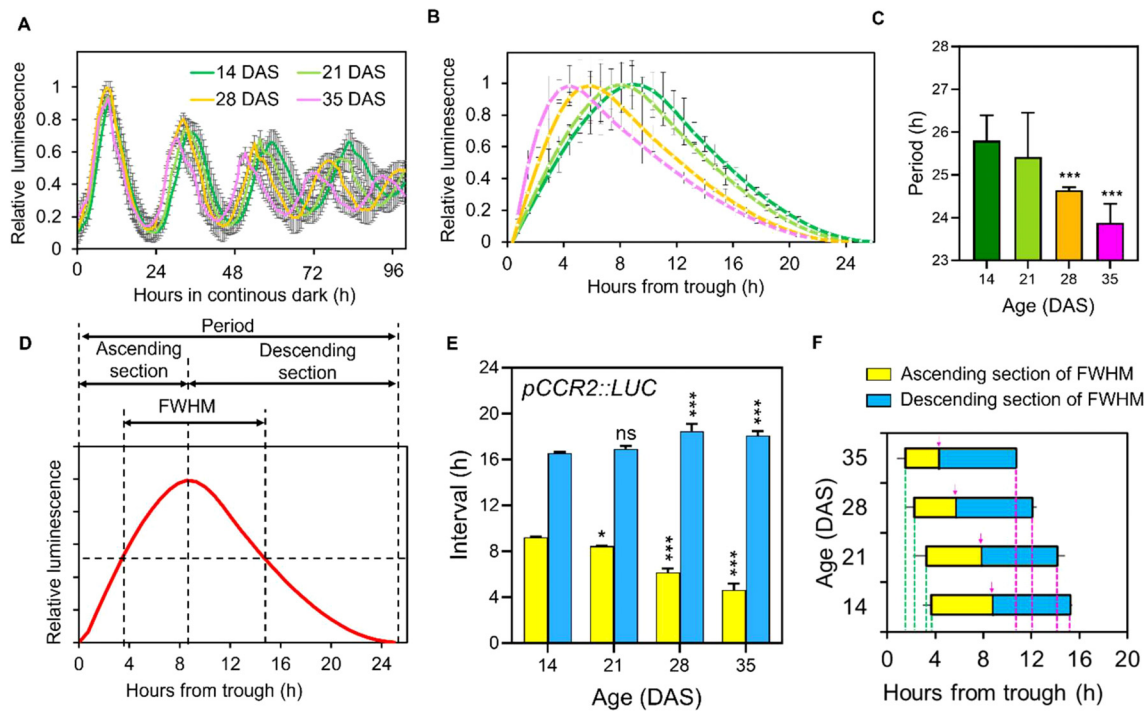 A
14 DAS
21 DAS
28 DAS
35 DAS
Relative luminesecnce
1
0.8
0.6
0.4
0.2
0
0
24
48
72
96
Hours in continous dark (h)
B
Relative luminescence
1
0.8
0.6
0.4
0.2
0
0
4
8
12
16
20
24
Hours from trough (h)
C
Period (h)
28
27
26
25
24
23
***
***
14
21
28
35
Age (DAS)
D
Period
Ascending
section
Descending
section
FWHM
Relative luminescence
0
4
8
12
16
20
24
Hours from trough (h)
E
pCCR2::LUC
Interval (h)
24
20
16
12
8
4
0
ns
***
***
*
***
***
14
21
28
35
Age (DAS)
F
Ascending section of FWHM
Descending section of FWHM
Age (DAS)
35
28
21
14
0
4
8
12
16
20
Hours from trough (h)